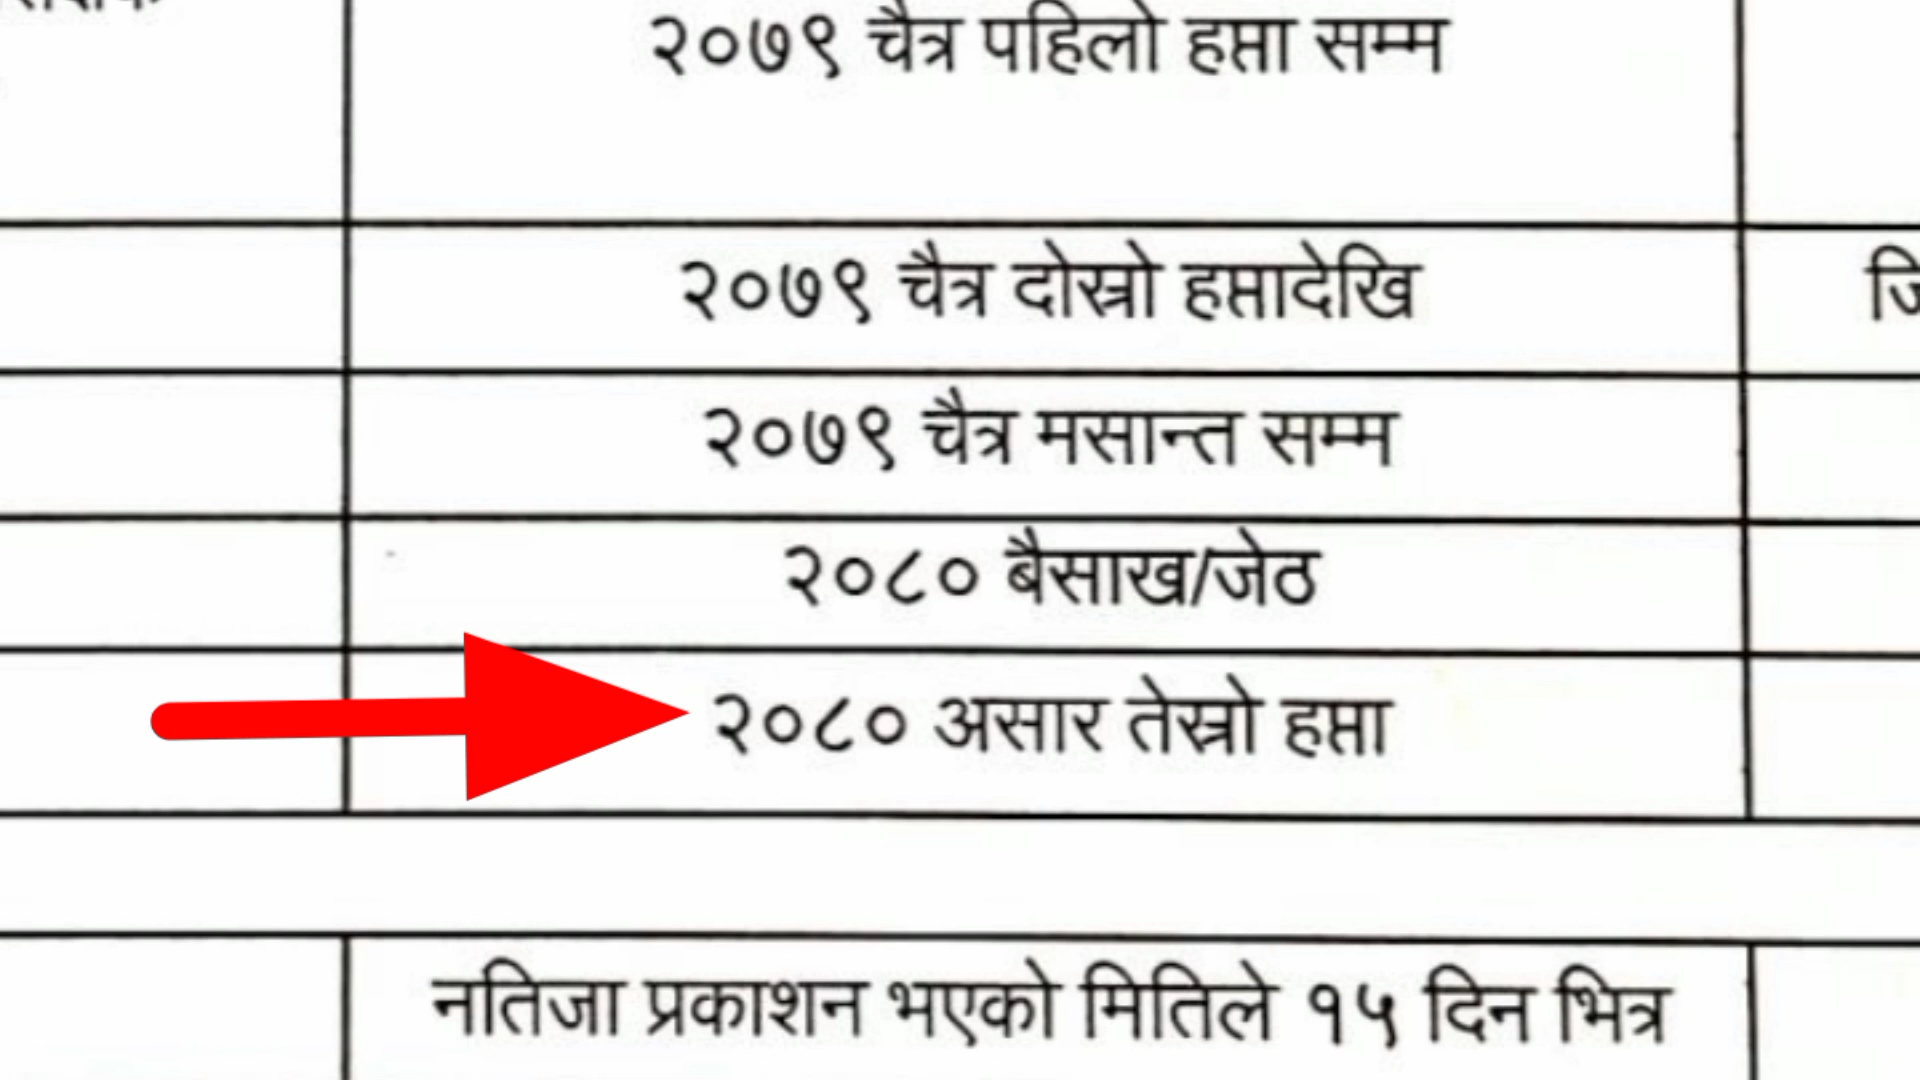 २०७९ चैत्र पहिलो हप्ता सम्म
२०७९ चैत्र दोस्रो हप्तादेखि
जि
२०७९ चैत्र मसान्त सम्म
२०८० बैसाख/जेठ
२०८० असार तेस्रो हप्ता
नतिजा प्रकाशन भएको मितिले १५ दिन भित्र